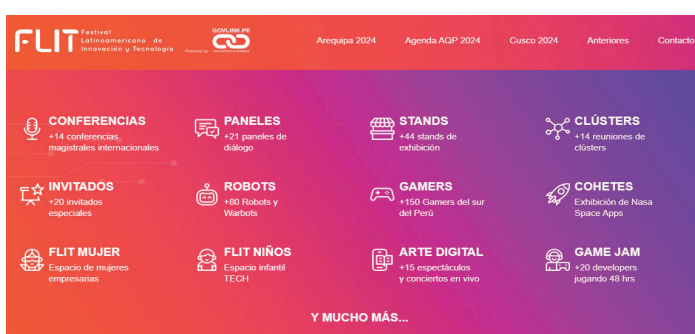 FLIT
Festival
Latinoamericano de
Innovación y Tecnología
Powered by
GOVLINK.PE
Arequipa 2024
Agenda AQP 2024
Cusco 2024
Anteriores
Contacto
CONFERENCIAS
+14 conferencias
magistrales internacionales
PANELES
+21 paneles de
diálogo
STANDS
+44 stands de
exhibición
CLÚSTERS
+14 reuniones de
clústers
INVITADOS
+20 invitados
especiales
ROBOTS
+80 Robots y
Warbots
GAMERS
+150 Gamers del sur
del Perú
COHETES
Exhibición de Nasa
Space Apps
FLIT MUJER
Espacio de mujeres
empresarias
FLIT NIÑOS
Espacio infantil
TECH
ARTE DIGITAL
+15 espectáculos
y conciertos en vivo
GAME JAM
+20 developers
jugando 48 hrs
Y MUCHO MÁS...